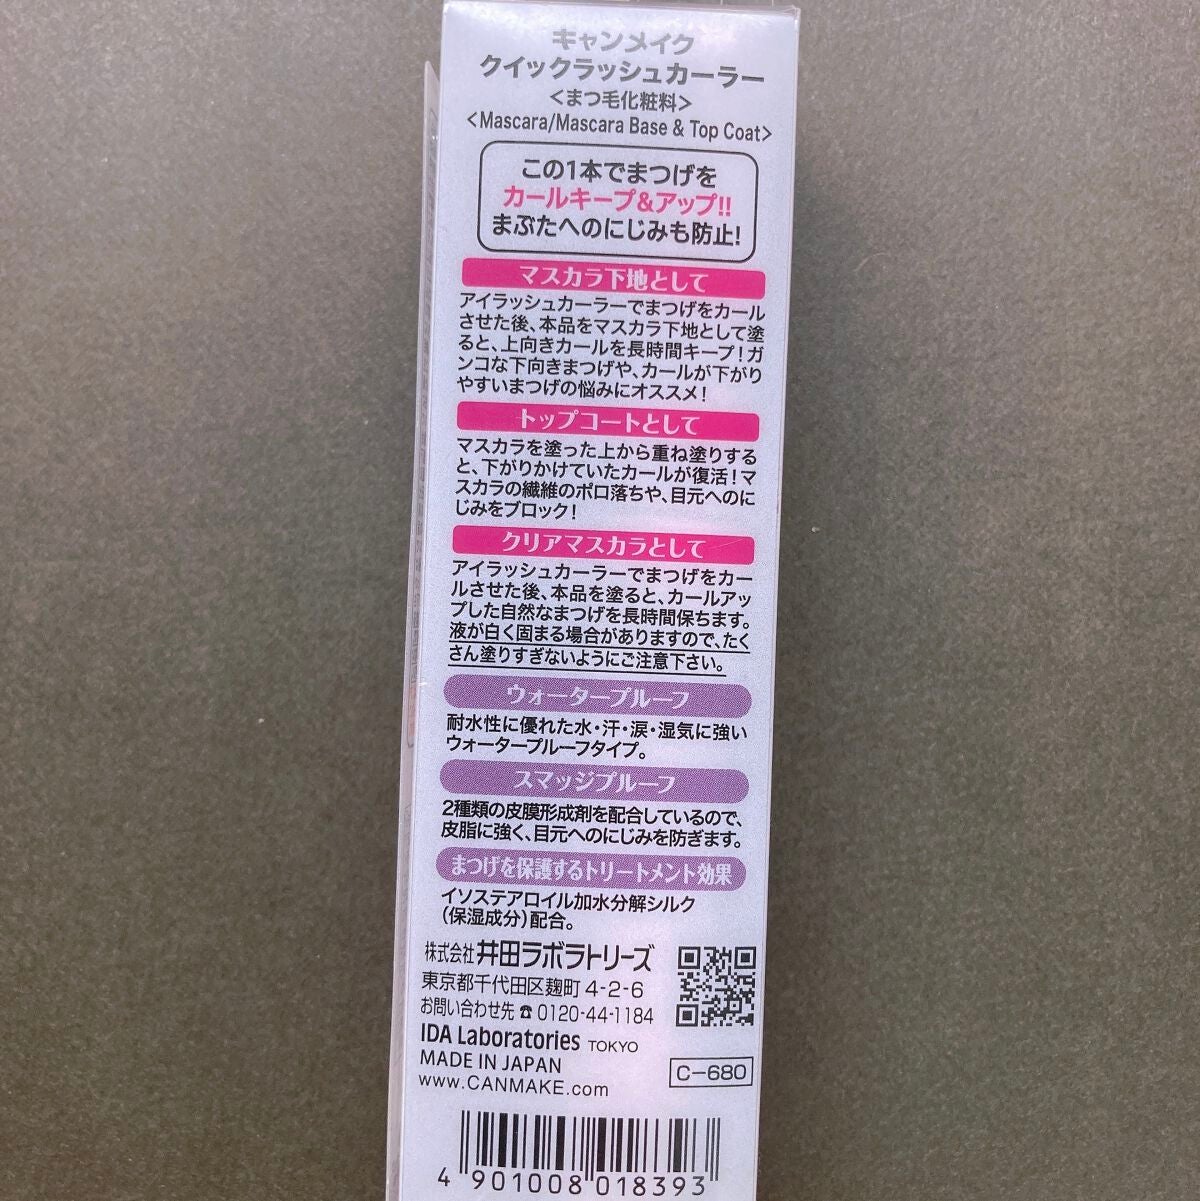 キャンメイク
クイックラッシュカーラー
<まつ毛化粧料>
<Mascara/Mascara Base & Top Coat>
この1本でまつげを
カールキープ&アップ!!
まぶたへのにじみも防止!
マスカラ下地として
アイラッシュカーラーでまつげをカール
させた後、本品をマスカラ下地として塗
ると、上向きカールを長時間キープ!ガ
ンコな下向きまつげや、カールが下がり
やすいまつげの悩みにオススメ!
トップコートとして
マスカラを塗った上から重ね塗りする
と、下がりかけていたカールが復活!マ
スカラの繊維のポロ落ちや、目元へのに
じみをブロック!
クリアマスカラとして
アイラッシュカーラーでまつげをカー
ルさせた後、本品を塗ると、カールアッ
プした自然なまつげを長時間保ちます。
液が白く固まる場合がありますので、たく
さん塗りすぎないようにご注意下さい。
ウォータープルーフ
耐水性に優れた水・汗・涙・湿気に強い
ウォータープルーフタイプ。
スマッジプルーフ
2種類の皮膜形成剤を配合しているので、
皮脂に強く、目元へのにじみを防ぎます。
まつげを保護するトリートメント効果
イソステアロイル加水分解シルク
(保湿成分)配合。
株式会社 井田ラボラトリーズ
東京都千代田区麹町 4-2-6
お問い合わせ先 ☎ 0120-44-1184
IDA Laboratories TOKYO
MADE IN JAPAN
www.CANMAKE.com
C-680
4 901008 018393